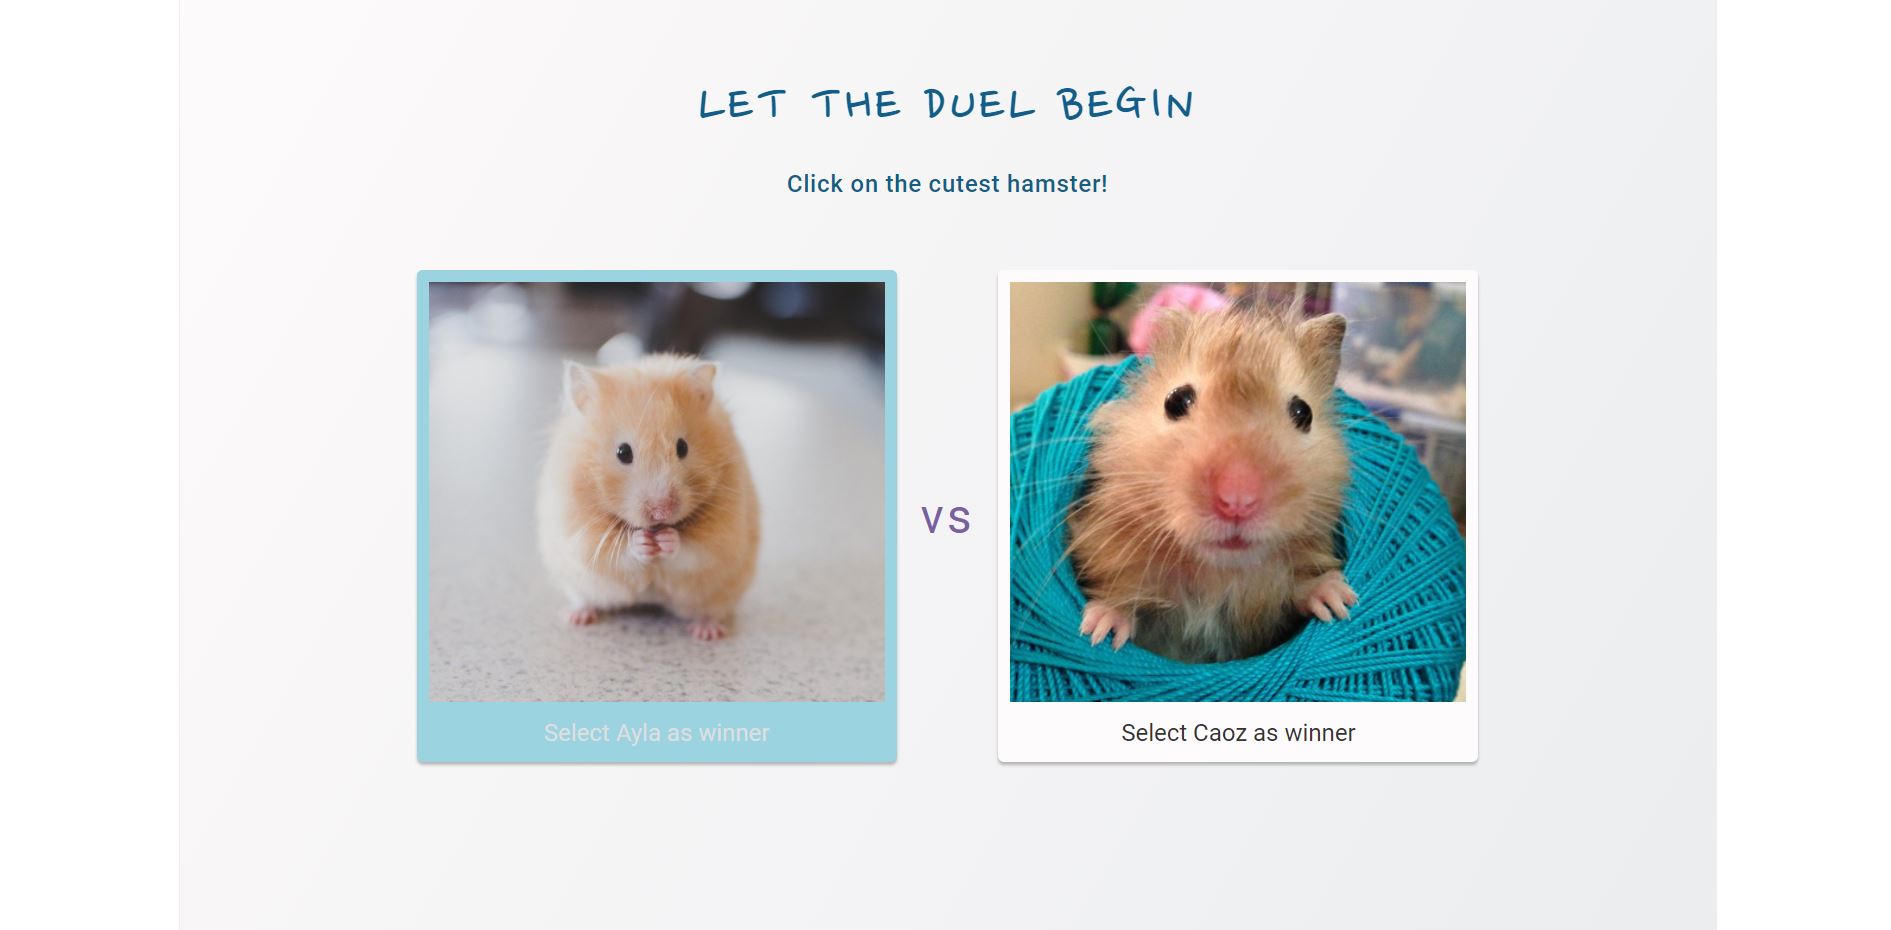 LET THE DUEL BEGIN
Click on the cutest hamster!
VS
Select Ayla as winner
Select Caoz as winner